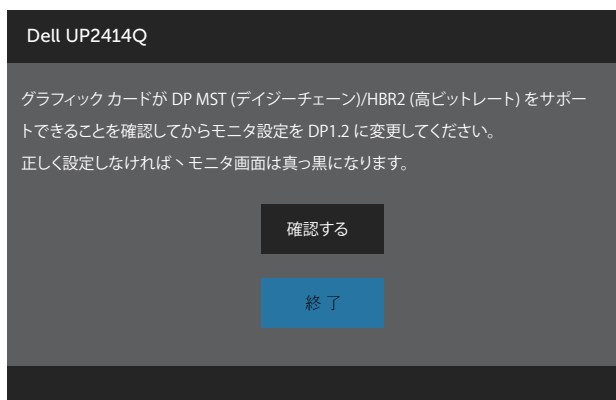 Dell UP2414Q
グラフィック カードが DP MST (デイジーチェーン)/HBR2 (高ビットレート) をサポー
トできることを確認してからモニタ設定を DP1.2 に変更してください。
正しく設定しなければ丶モニタ画面は真っ黒になります。
確認する
終了